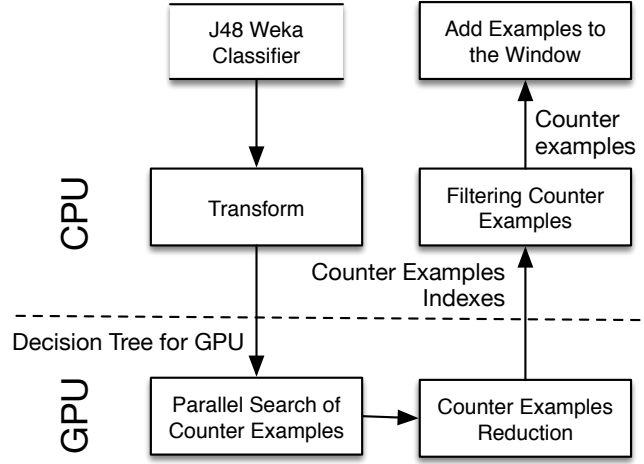 J48 Weka
Classifier
Add Examples to
the Window
Counter
examples
CPU
Transform
Filtering Counter
Examples
Counter Examples
Indexes
Decision Tree for GPU
GPU
Parallel Search of
Counter Examples
Counter Examples
Reduction